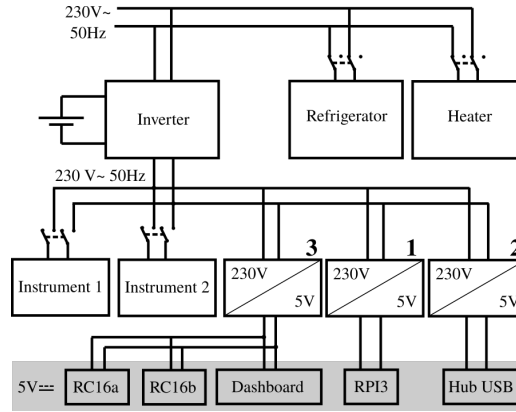 230V~
50Hz
Inverter
Refrigerator
Heater
230 V~ 50Hz
3
1
2
230V
5V
230V
5V
230V
5V
Instrument 1
Instrument 2
5V
RC16a
RC16b
Dashboard
RPI3
Hub USB